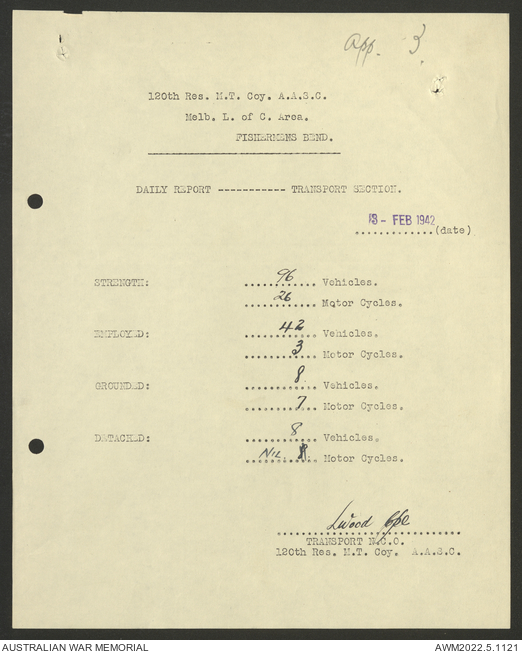 App. 3
120th Res. M.T. Coy. A.A.S.C.
Melb. L. of C. Area.
FISHERMENS BEND.
DAILY REPORT ----------- TRANSPORT SECTION.
3 - FEB 1942
.............(date)
STRENGTH: 96 Vehicles.
26 Motor Cycles.
EMPLOYED: 42 Vehicles.
3 Motor Cycles.
GROUNDED: 8 Vehicles.
7 Motor Cycles.
DETACHED: 8 Vehicles.
NIL. Motor Cycles.
LWood Cpl
TRANSPORT N.C.O.
120th Res. M.T. Coy. A.A.S.C.
AUSTRALIAN WAR MEMORIAL
AWM2022.5.1121